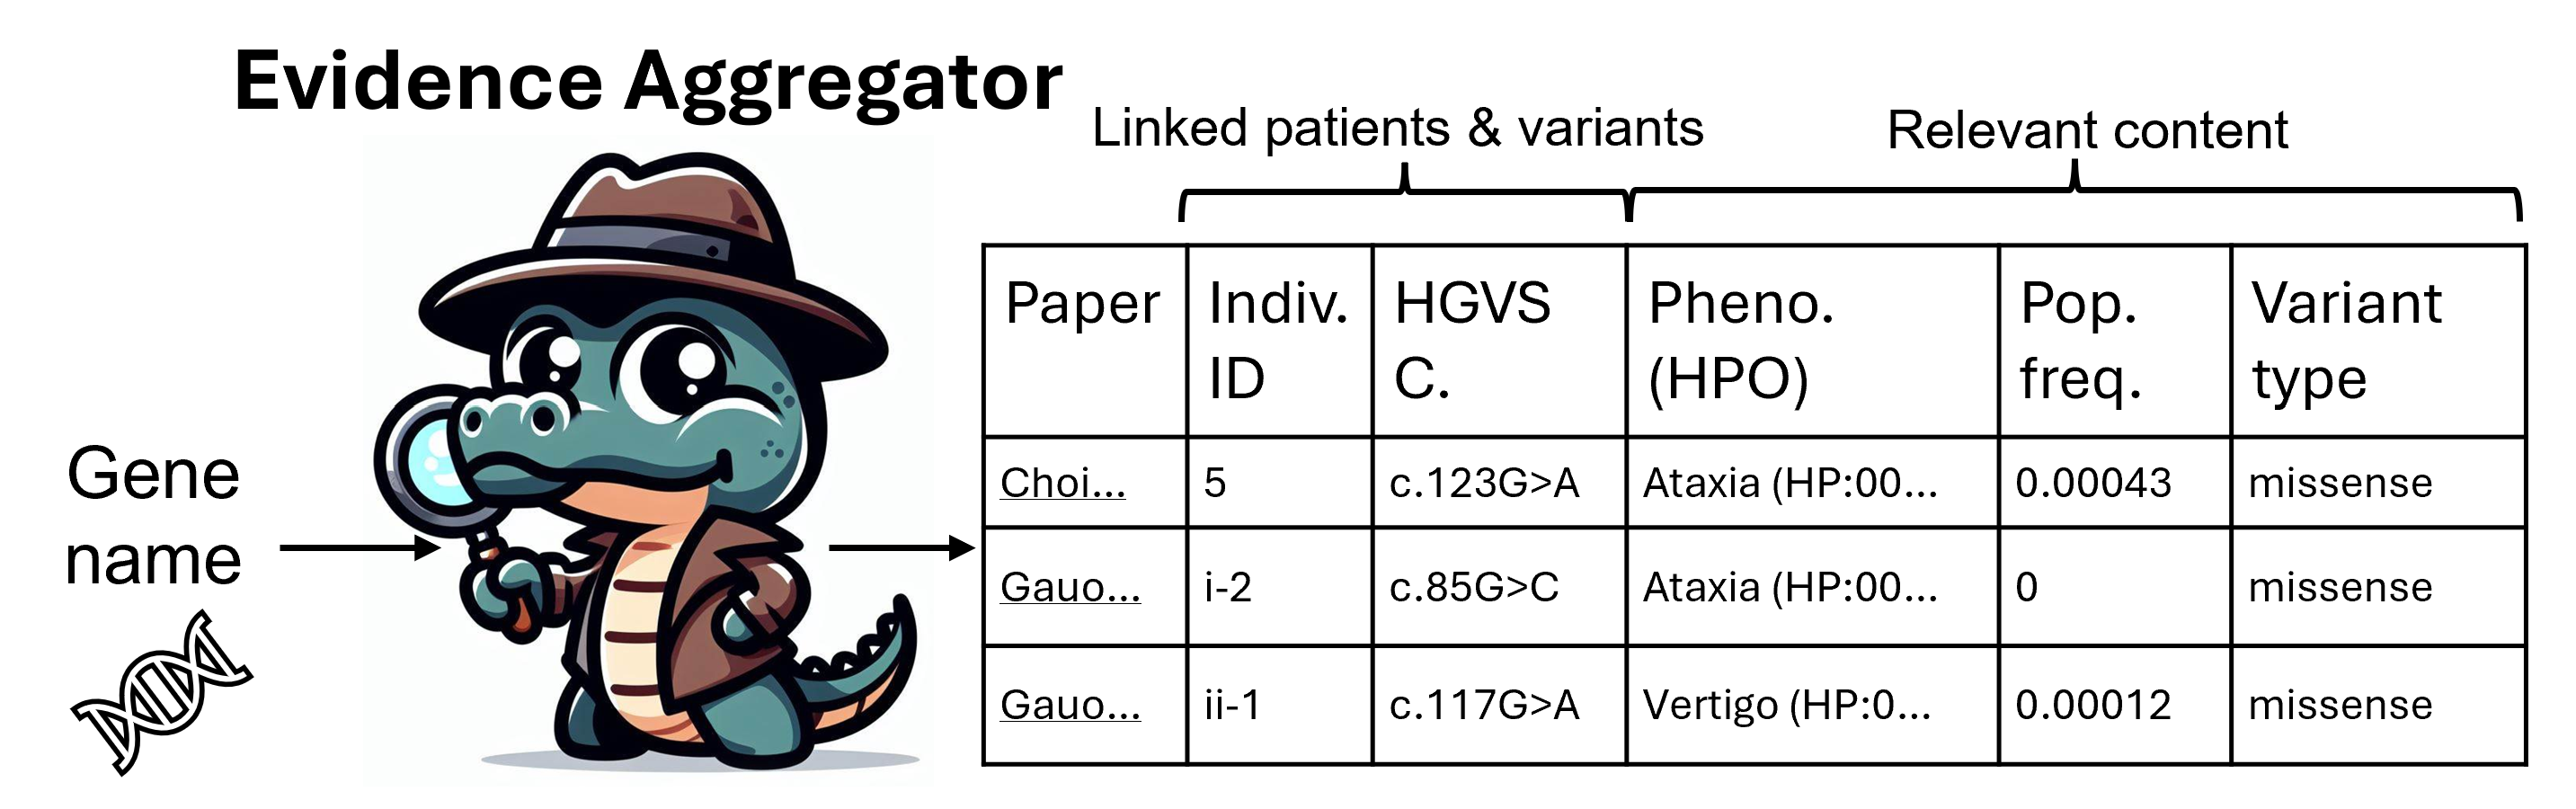 Evidence Aggregator
Linked patients & variants
Relevant content
Gene
name
Paper
Indiv.
ID
HGVS
C.
Pheno.
(HPO)
Pop.
freq.
Variant
type
Choi...
5
c.123G>A
Ataxia (HP:00...
0.00043
missense
Gauo...
i-2
c.85G>C
Ataxia (HP:00...
0
missense
Gauo...
ii-1
c.117G>A
Vertigo (HP:0...
0.00012
missense